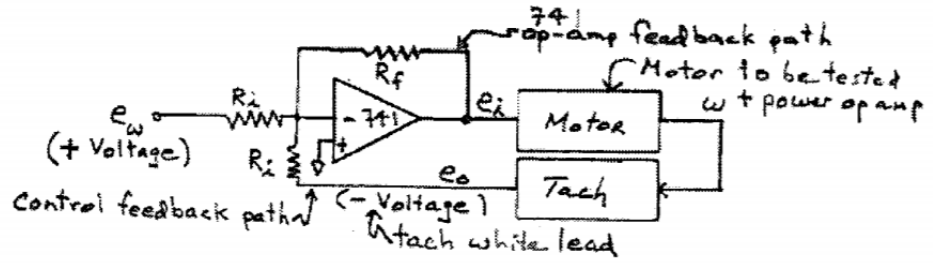 741
op-amp feedback path
Rf
Motor to be tested
w + power op amp
Ri
ei
eω
- 741
Motor
(+ Voltage)
+
Ri
eo
Tach
Control feedback path
(- Voltage)
tach white lead